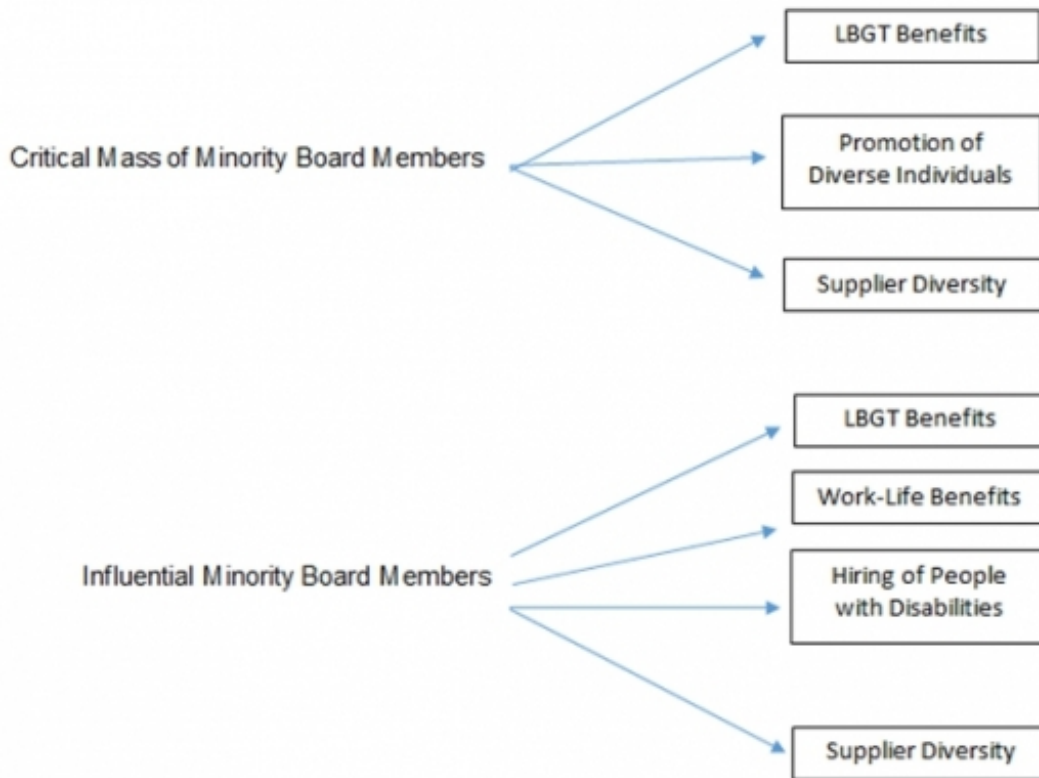 LBGT Benefits
Critical Mass of Minority Board Members
Promotion of
Diverse Individuals
Supplier Diversity
LBGT Benefits
Work-Life Benefits
Influential Minority Board Members
Hiring of People
with Disabilities
Supplier Diversity